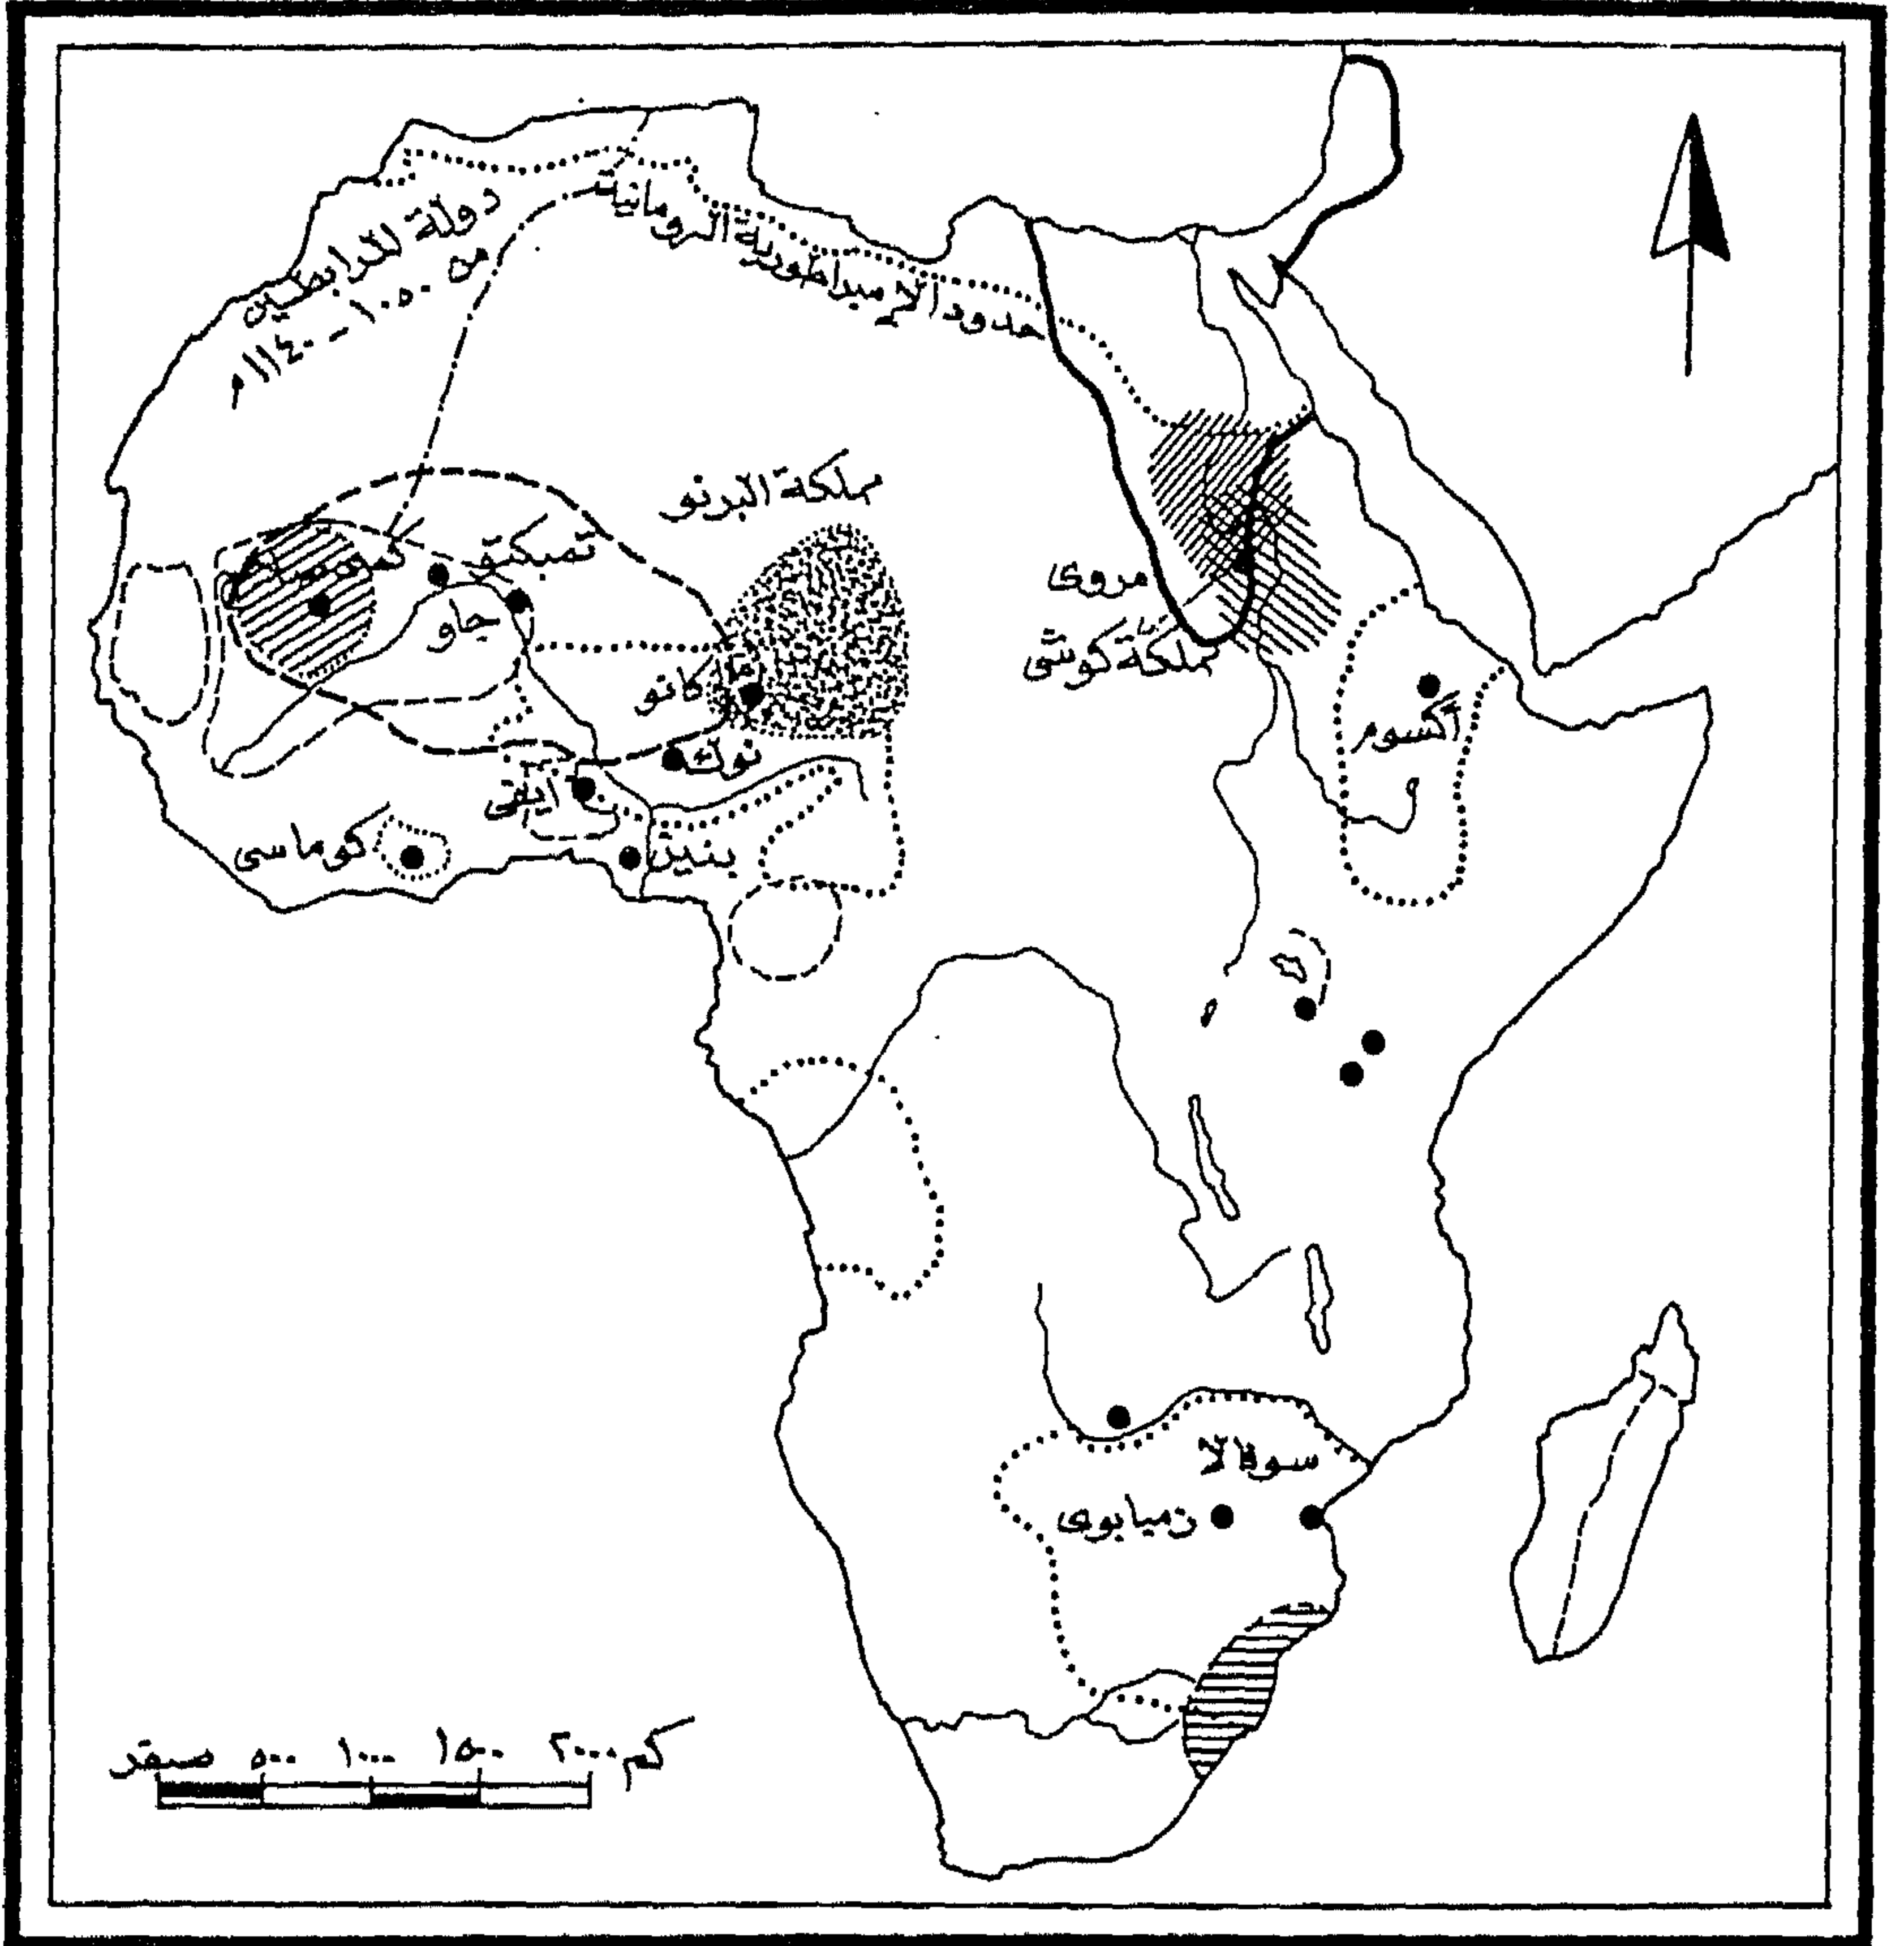 دولة المرابطين
من ١٠٥٠ - ١١٤٠م
حدود الامبراطورية الرومانية
مملكة البرنو
تمبكتو
جاو
كانو
مروى
مملكة كوش
أكسوم
نوك
ايفى
بنين
كوماسى
سوفالا
زمبابوى
صفر ٥٠٠ ١٠٠٠ ١٥٠٠ ٢٠٠٠ كم